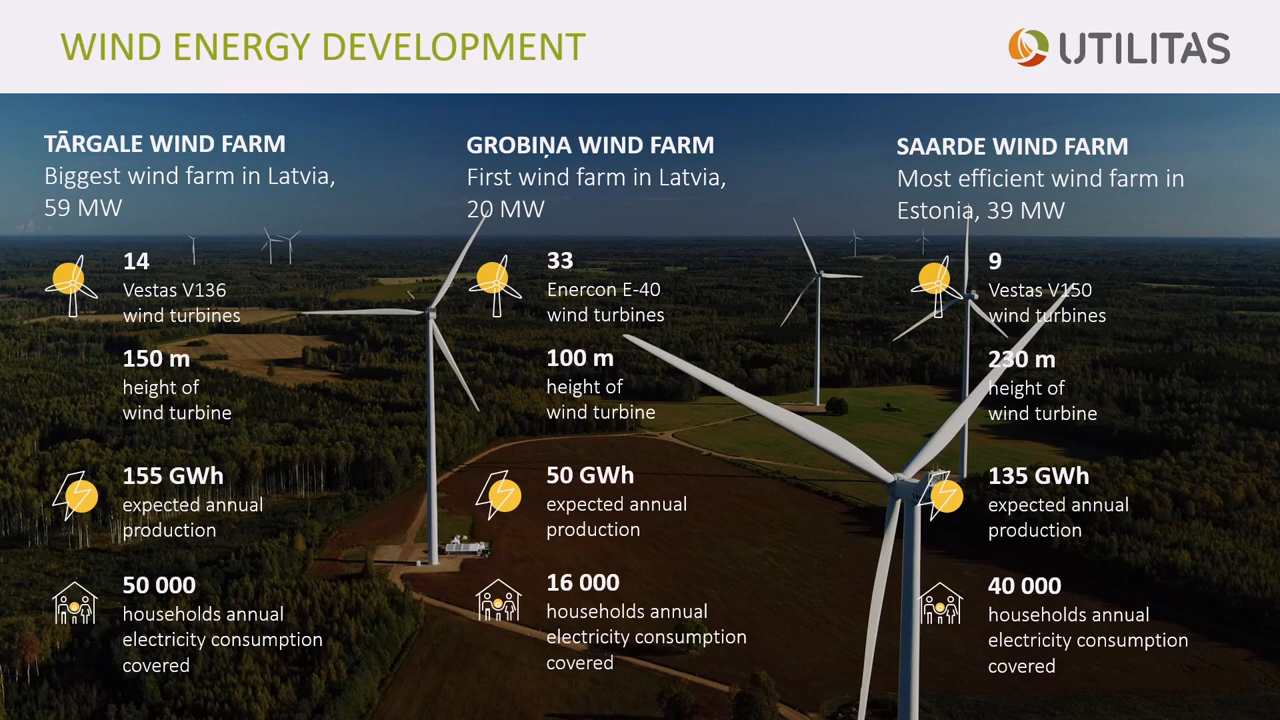 WIND ENERGY DEVELOPMENT
UTILITAS
TĀRGALE WIND FARM
Biggest wind farm in Latvia,
59 MW
14
Vestas V136
wind turbines
150 m
height of
wind turbine
155 GWh
expected annual
production
50 000
households annual
electricity consumption
covered
GROBIŅA WIND FARM
First wind farm in Latvia,
20 MW
33
Enercon E-40
wind turbines
100 m
height of
wind turbine
50 GWh
expected annual
production
16 000
households annual
electricity consumption
covered
SAARDE WIND FARM
Most efficient wind farm in
Estonia, 39 MW
9
Vestas V150
wind turbines
230 m
height of
wind turbine
135 GWh
expected annual
production
40 000
households annual
electricity consumption
covered